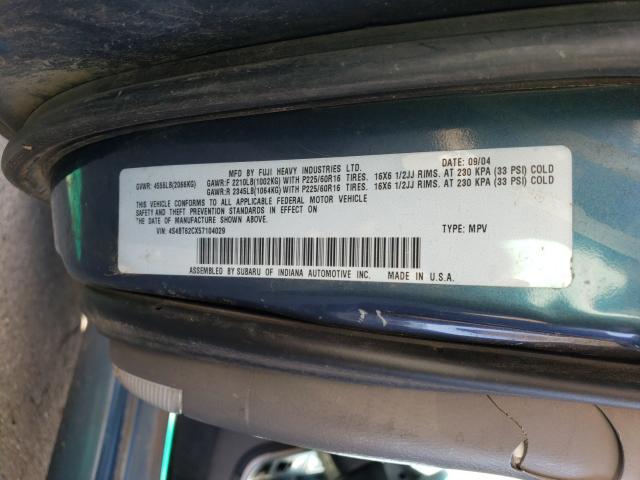 MFD BY FUJI HEAVY INDUSTRIES LTD. DATE: 09/04
GVWR: GAWR:F 2210LB(1002KG) WITH P225/60R16 TIRES. 16X6 1/2JJ RIMS. AT 230 KPA (33 PSI) COLD
GAWR:R 2345LB(1064KG) WITH P225/60R16 TIRES. 16X6 1/2JJ RIMS. AT 230 KPA (33 PSI) COLD
THIS VEHICLE CONFORMS TO ALL APPLICABLE FEDERAL MOTOR VEHICLE
SAFETY AND THEFT PREVENTION STANDARDS IN EFFECT ON
THE DATE OF MANUFACTURE SHOWN ABOVE.
VIN: 4S4BT62CX57104029 TYPE: MPV
ASSEMBLED BY SUBARU OF INDIANA AUTOMOTIVE INC. MADE IN U.S.A.